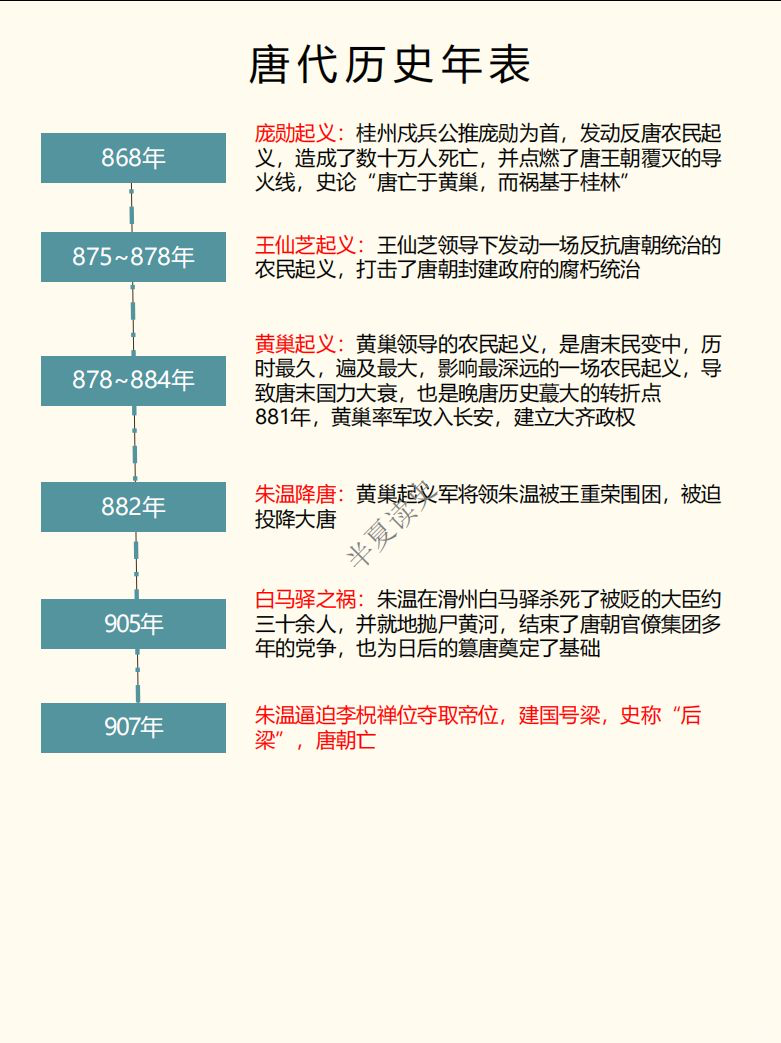 唐代历史年表
868年
庞勋起义：桂州戍兵公推庞勋为首，发动反唐农民起
义，造成了数十万人死亡，并点燃了唐王朝覆灭的导
火线，史论“唐亡于黄巢，而祸基于桂林”
875~878年
王仙芝起义：王仙芝领导下发动一场反抗唐朝统治的
农民起义，打击了唐朝封建政府的腐朽统治
878~884年
黄巢起义：黄巢领导的农民起义，是唐末民变中，历
时最久，遍及最大，影响最深远的一场农民起义，导
致唐末国力大衰，也是晚唐历史蕞大的转折点
881年，黄巢率军攻入长安，建立大齐政权
882年
朱温降唐：黄巢起义军将领朱温被王重荣围困，被迫
投降大唐
半夏读史
905年
白马驿之祸：朱温在滑州白马驿杀死了被贬的大臣约
三十余人，并就地抛尸黄河，结束了唐朝官僚集团多
年的党争，也为日后的篡唐奠定了基础
907年
朱温逼迫李柷禅位夺取帝位，建国号梁，史称“后
梁”，唐朝亡